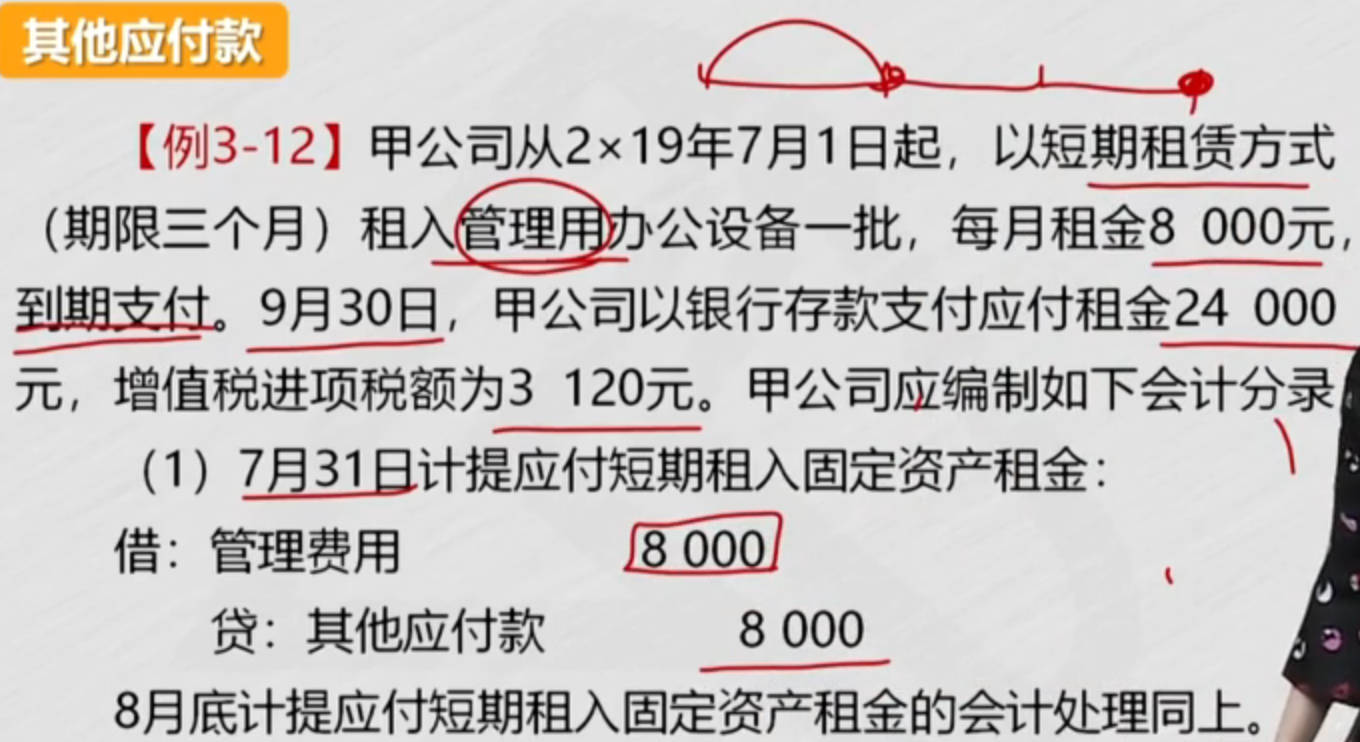 其他应付款
【例3-12】甲公司从2×19年7月1日起，以短期租赁方式
（期限三个月）租入管理用办公设备一批，每月租金8 000元，
到期支付。9月30日，甲公司以银行存款支付应付租金24 000
元，增值税进项税额为3 120元。甲公司应编制如下会计分录
（1）7月31日计提应付短期租入固定资产租金：
借：管理费用 8 000
贷：其他应付款 8 000
8月底计提应付短期租入固定资产租金的会计处理同上。